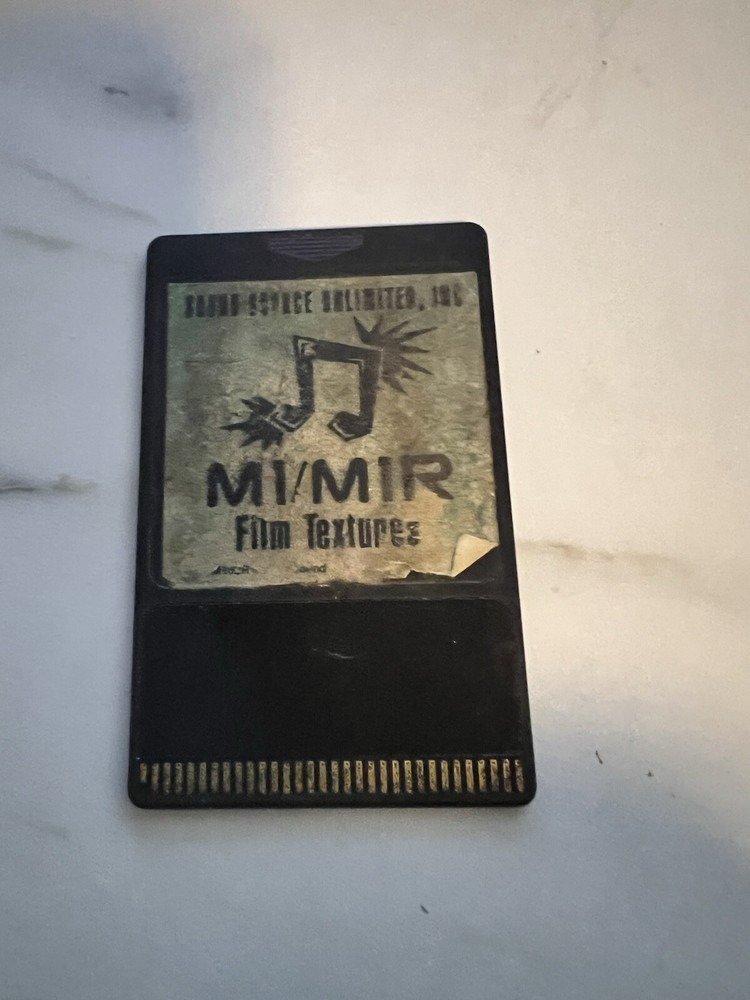 SOUND SOURCE UNLIMITED, INC
M1/M1R
Film Textures